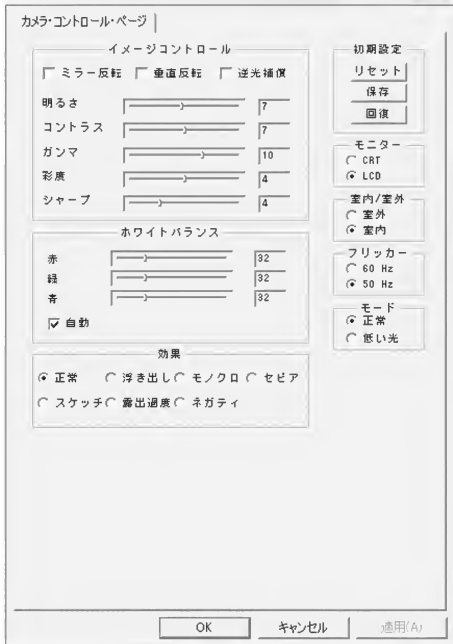 カメラ・コントロール・ページ
イメージコントロール
ミラー反転 垂直反転 逆光補償
明るさ 7
コントラス 7
ガンマ 10
彩度 4
シャープ 4
ホワイトバランス
赤 32
緑 32
青 32
自動
効果
正常 浮き出し モノクロ セピア
スケッチ 露出過度 ネガティ
初期設定
リセット
保存
回復
モニター
CRT
LCD
室内/室外
室外
室内
フリッカー
60 Hz
50 Hz
モード
正常
低い光
OK キャンセル 適用(A)